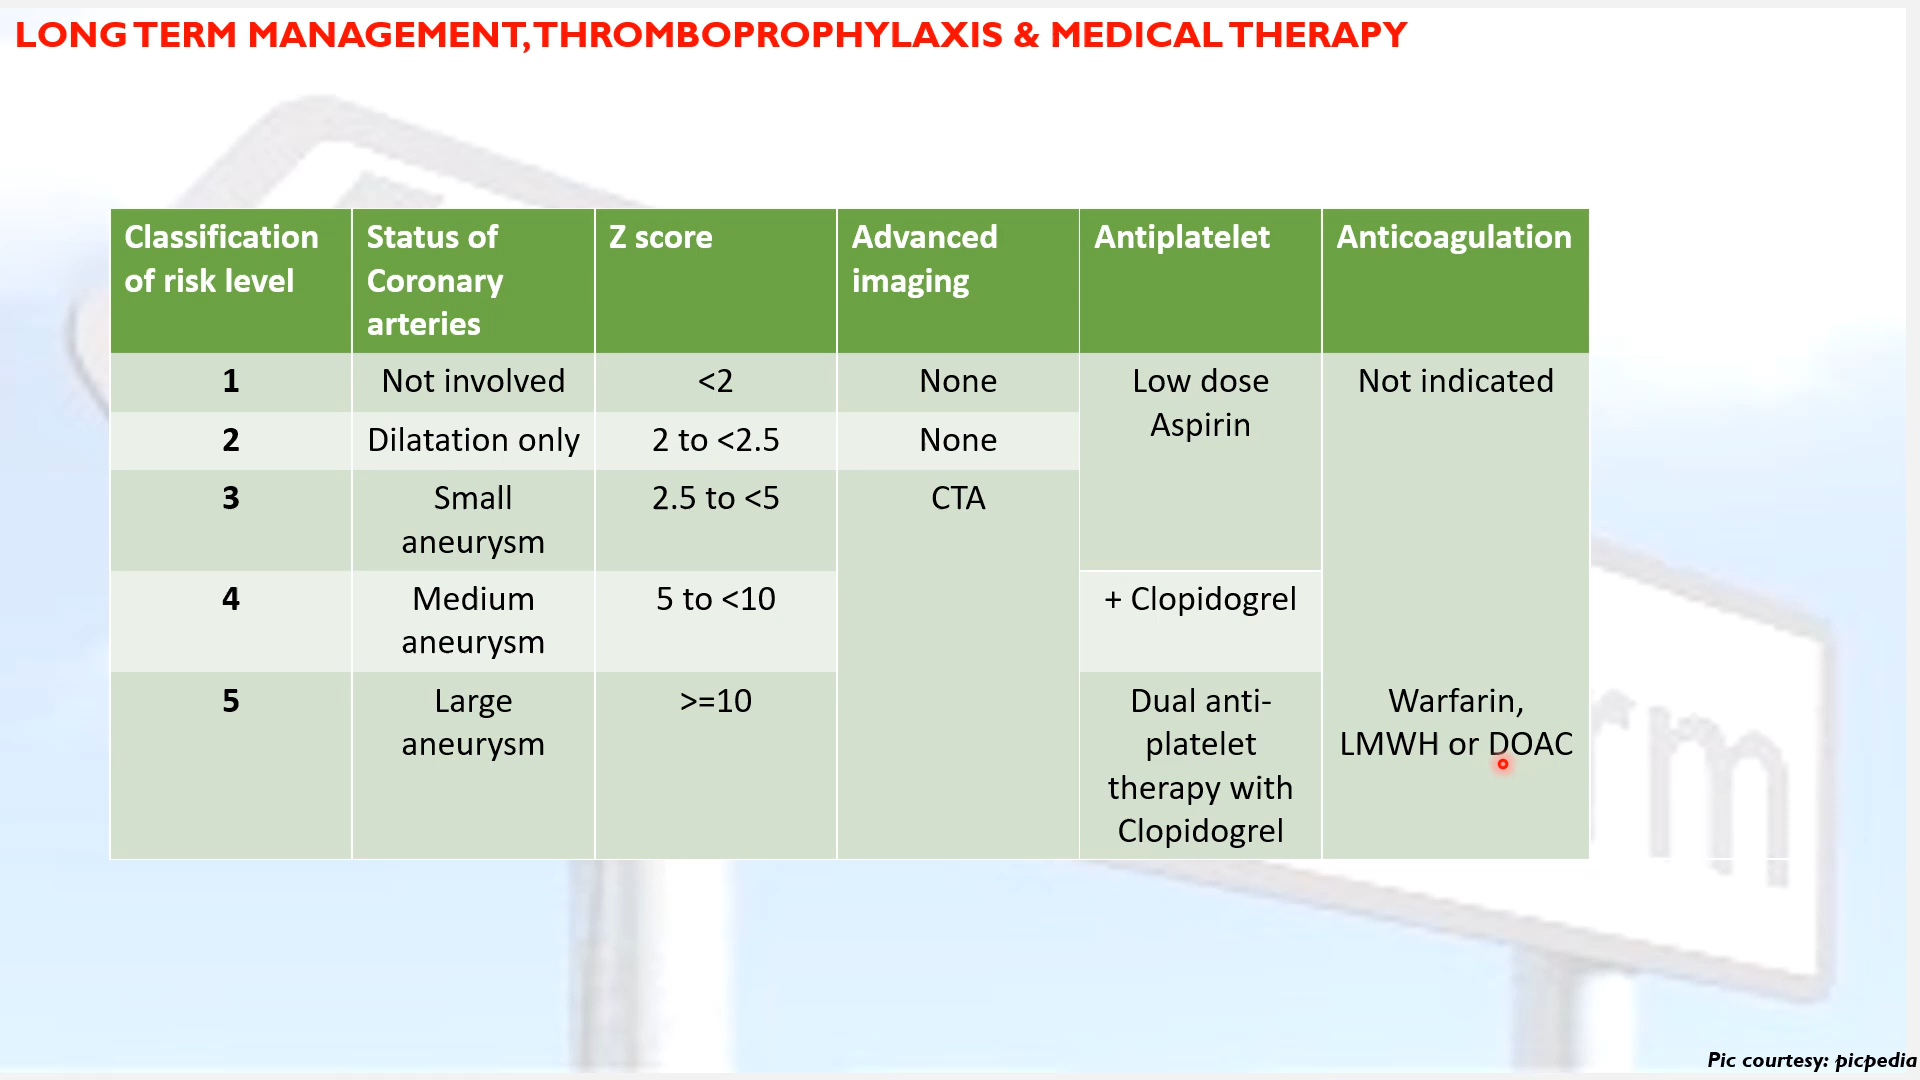 LONG TERM MANAGEMENT, THROMBOPROPHYLAXIS & MEDICAL THERAPY
Classification
of risk level
Status of
Coronary
arteries
Z score
Advanced
imaging
Antiplatelet
Anticoagulation
1
Not involved
<2
None
Low dose
Aspirin
Not indicated
2
Dilatation only
2 to <2.5
None
3
Small
aneurysm
2.5 to <5
CTA
4
Medium
aneurysm
5 to <10
+ Clopidogrel
5
Large
aneurysm
>=10
Dual anti-
platelet
therapy with
Clopidogrel
Warfarin,
LMWH or DOAC
Pic courtesy: picpedia